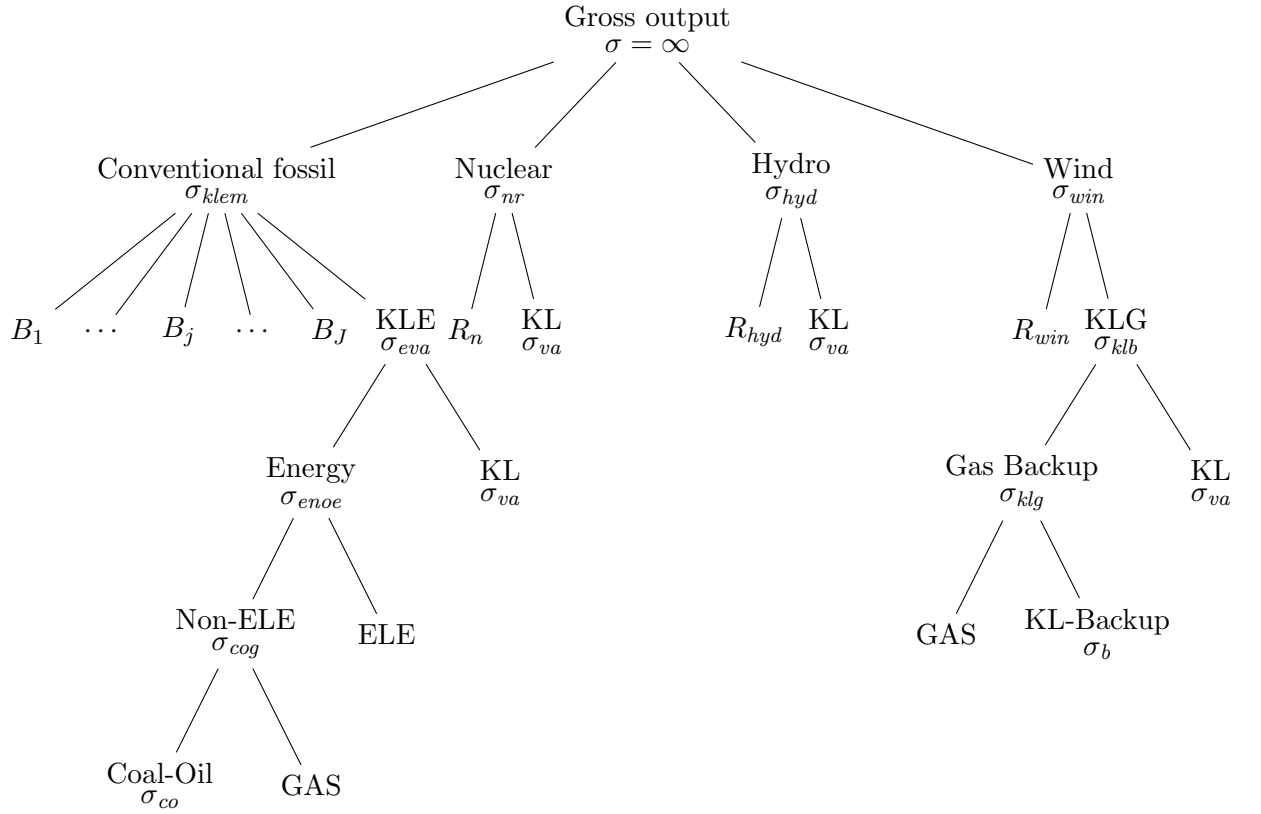 Gross output
σ = ∞
Conventional fossil
σ_klem
Nuclear
σ_nr
Hydro
σ_hyd
Wind
σ_win
B_1 ⋯ B_j ⋯ B_J
KLE
σ_eva
R_n
KL
σ_va
R_hyd
KL
σ_va
R_win
KLG
σ_klb
Energy
σ_enoe
KL
σ_va
Gas Backup
σ_klg
KL
σ_va
Non-ELE
σ_cog
ELE
GAS
KL-Backup
σ_b
Coal-Oil
σ_co
GAS